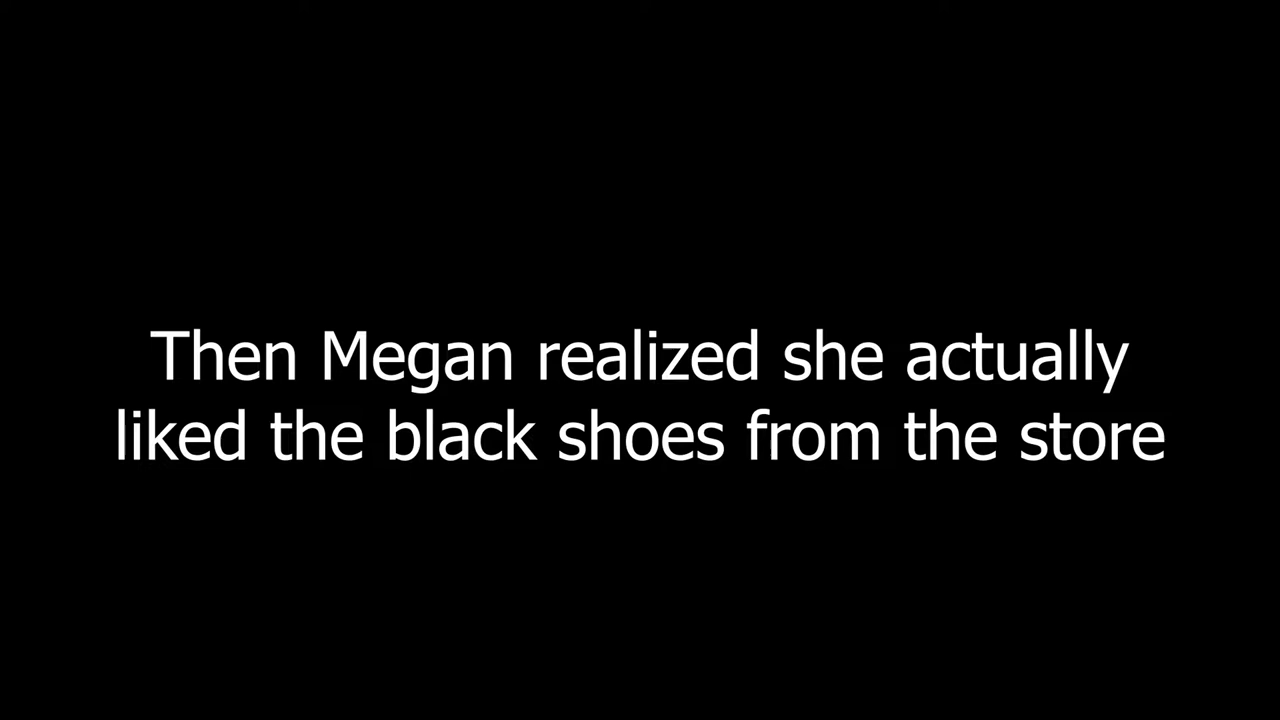 Then Megan realized she actually
liked the black shoes from the store